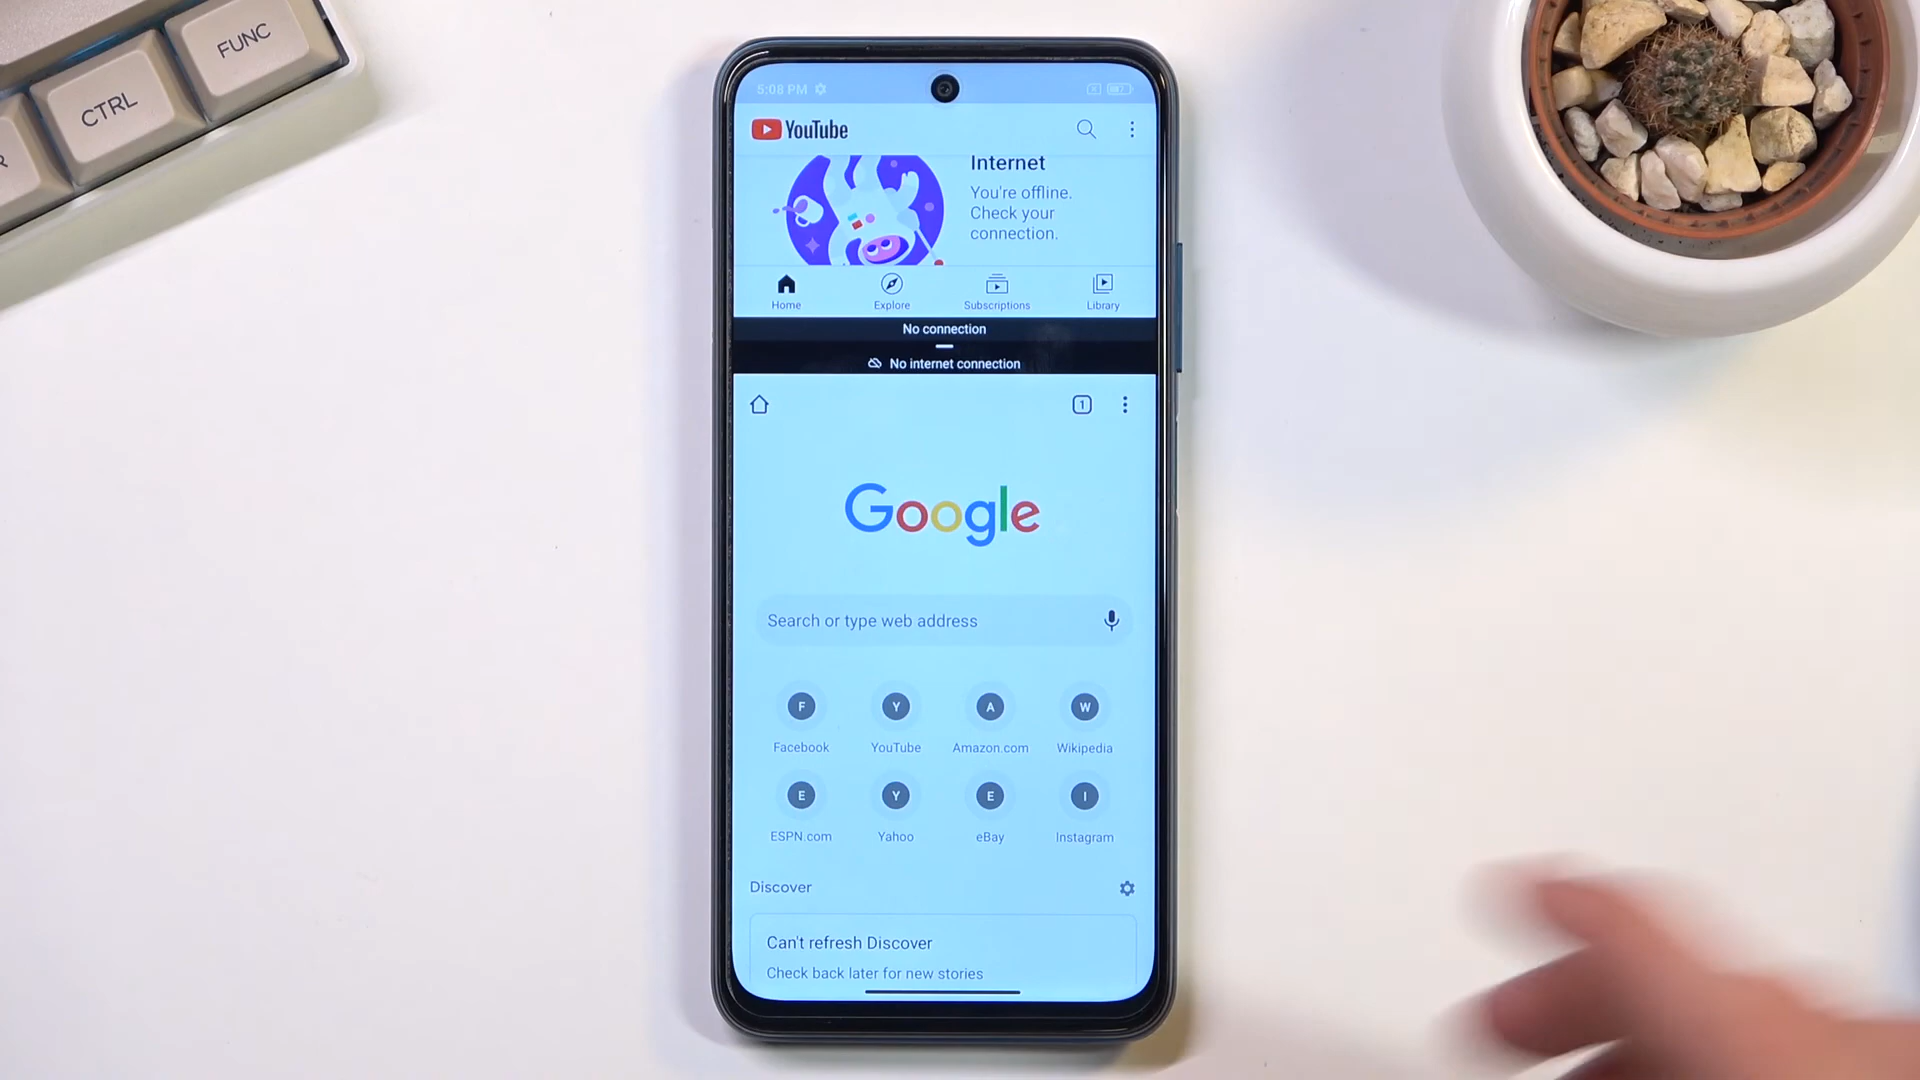 FUNC
CTRL
R
5:08 PM
YouTube
Internet
You're offline.
Check your
connection.
Home
Explore
Subscriptions
Library
No connection
No internet connection
1
Google
Search or type web address
F
Y
A
W
Facebook
YouTube
Amazon.com
Wikipedia
E
Y
E
I
ESPN.com
Yahoo
eBay
Instagram
Discover
Can't refresh Discover
Check back later for new stories